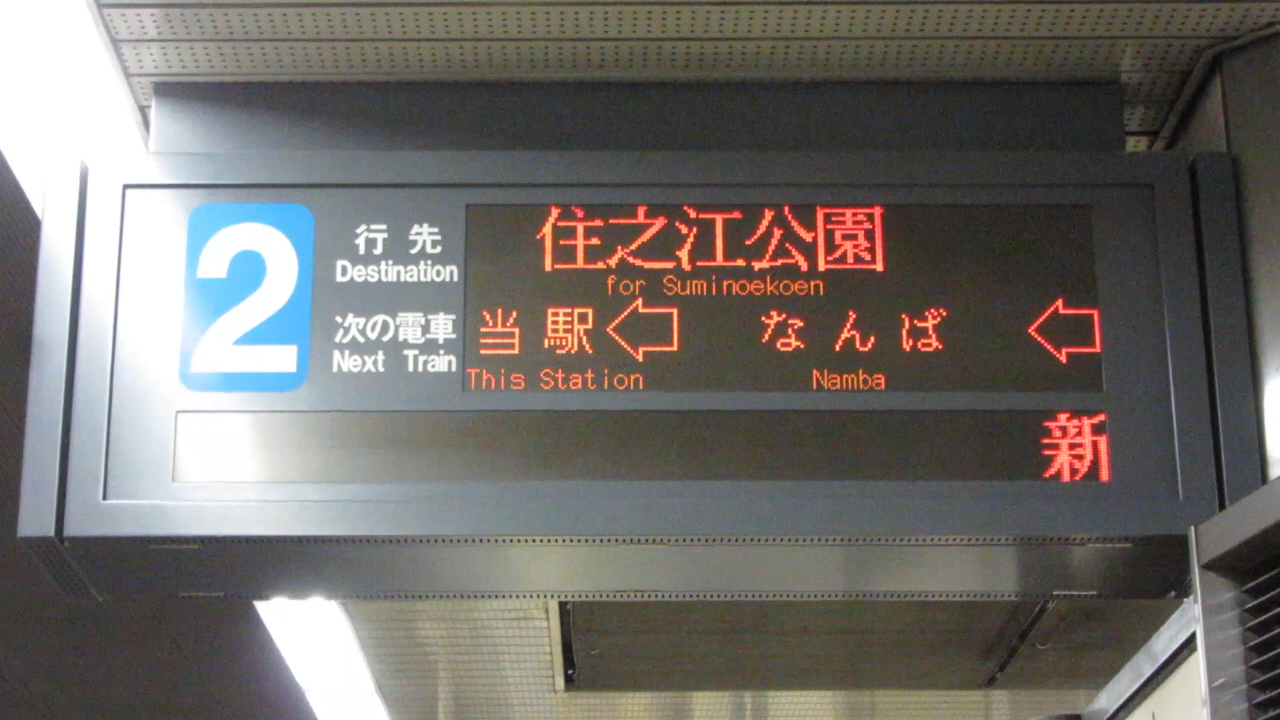 2
行先 住之江公園
Destination for Suminoekoen
次の電車 当駅 ⇦ なんば ⇦
Next Train This Station Namba
新